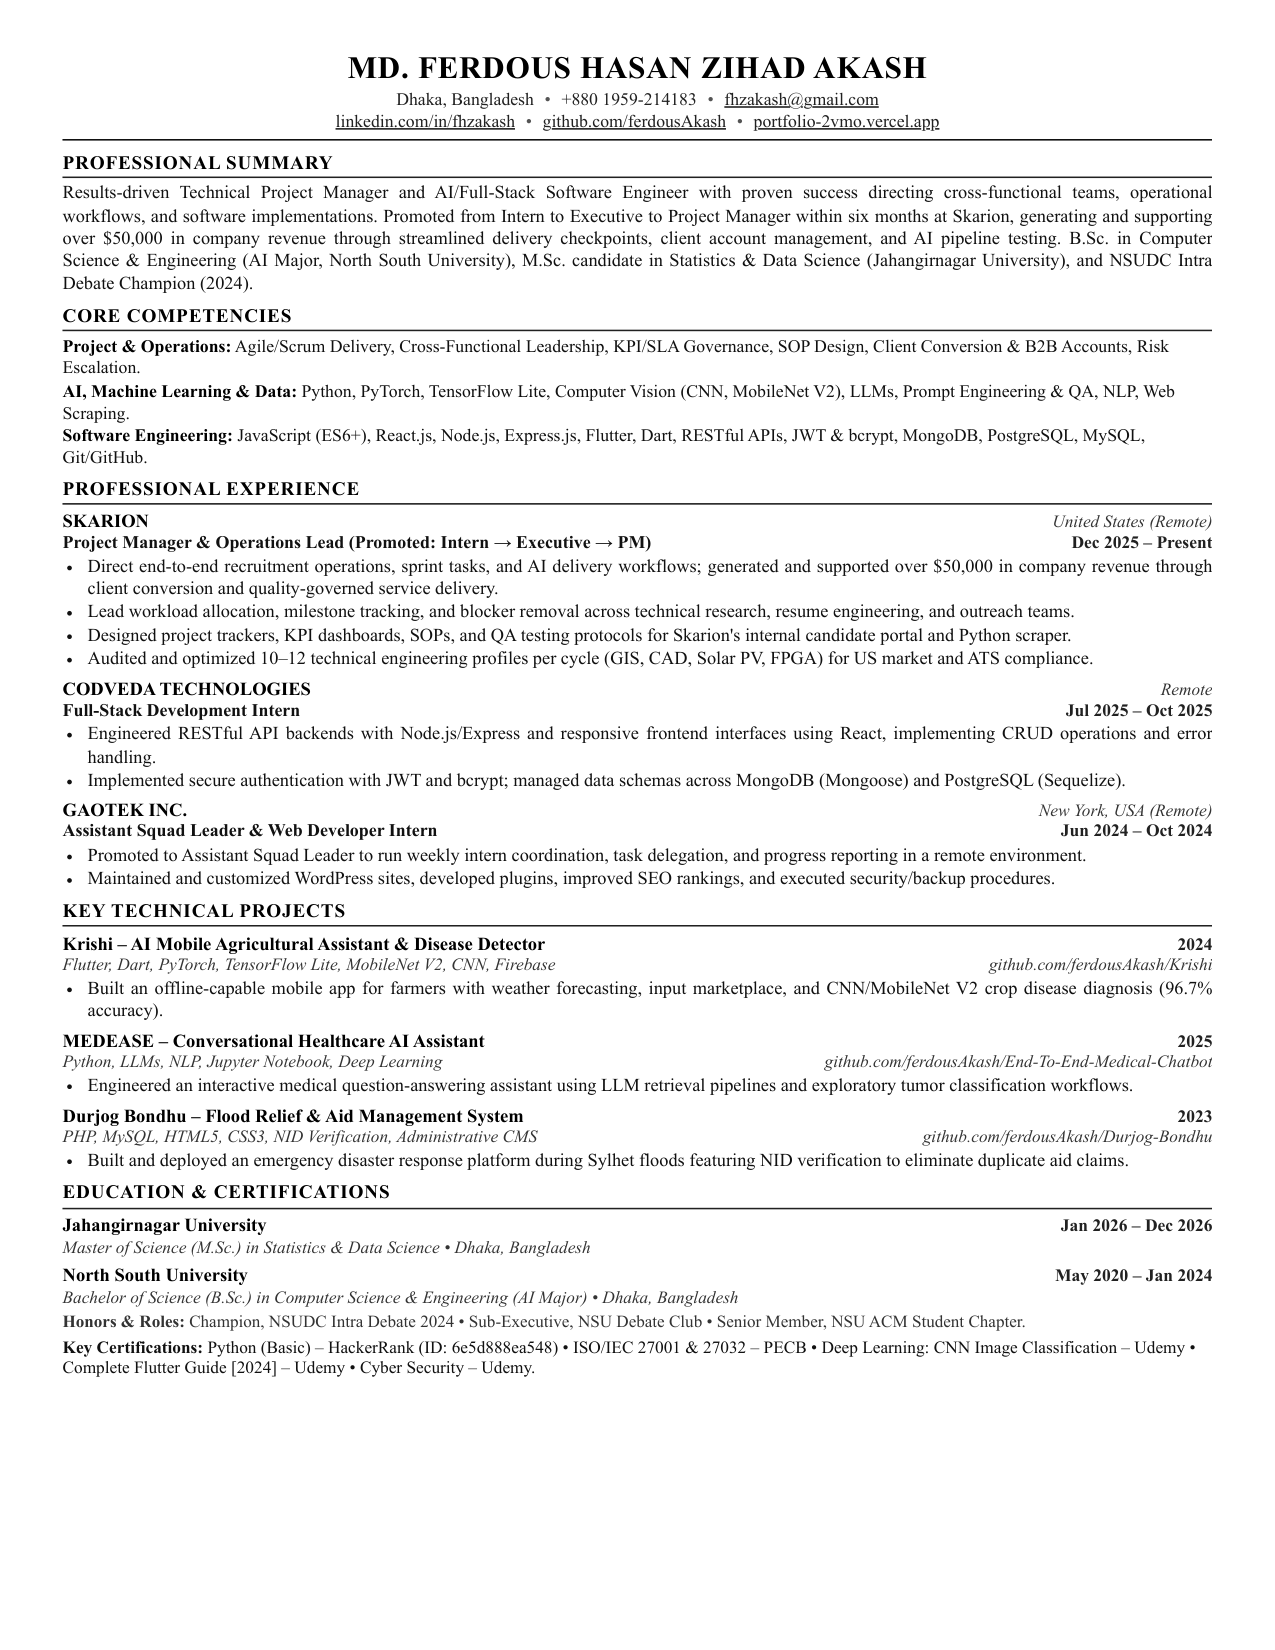 MD. FERDOUS HASAN ZIHAD AKASH
Dhaka, Bangladesh • +880 1959-214183 • fhzakash@gmail.com
linkedin.com/in/fhzakash • github.com/ferdousAkash • portfolio-2vmo.vercel.app
PROFESSIONAL SUMMARY
Results-driven Technical Project Manager and AI/Full-Stack Software Engineer with proven success directing cross-functional teams, operational
workflows, and software implementations. Promoted from Intern to Executive to Project Manager within six months at Skarion, generating and supporting
over $50,000 in company revenue through streamlined delivery checkpoints, client account management, and AI pipeline testing. B.Sc. in Computer
Science & Engineering (AI Major, North South University), M.Sc. candidate in Statistics & Data Science (Jahangirnagar University), and NSUDC Intra
Debate Champion (2024).
CORE COMPETENCIES
Project & Operations: Agile/Scrum Delivery, Cross-Functional Leadership, KPI/SLA Governance, SOP Design, Client Conversion & B2B Accounts, Risk
Escalation.
AI, Machine Learning & Data: Python, PyTorch, TensorFlow Lite, Computer Vision (CNN, MobileNet V2), LLMs, Prompt Engineering & QA, NLP, Web
Scraping.
Software Engineering: JavaScript (ES6+), React.js, Node.js, Express.js, Flutter, Dart, RESTful APIs, JWT & bcrypt, MongoDB, PostgreSQL, MySQL,
Git/GitHub.
PROFESSIONAL EXPERIENCE
SKARION United States (Remote)
Project Manager & Operations Lead (Promoted: Intern → Executive → PM) Dec 2025 – Present
• Direct end-to-end recruitment operations, sprint tasks, and AI delivery workflows; generated and supported over $50,000 in company revenue through
client conversion and quality-governed service delivery.
• Lead workload allocation, milestone tracking, and blocker removal across technical research, resume engineering, and outreach teams.
• Designed project trackers, KPI dashboards, SOPs, and QA testing protocols for Skarion's internal candidate portal and Python scraper.
• Audited and optimized 10–12 technical engineering profiles per cycle (GIS, CAD, Solar PV, FPGA) for US market and ATS compliance.
CODVEDA TECHNOLOGIES Remote
Full-Stack Development Intern Jul 2025 – Oct 2025
• Engineered RESTful API backends with Node.js/Express and responsive frontend interfaces using React, implementing CRUD operations and error
handling.
• Implemented secure authentication with JWT and bcrypt; managed data schemas across MongoDB (Mongoose) and PostgreSQL (Sequelize).
GAOTEK INC. New York, USA (Remote)
Assistant Squad Leader & Web Developer Intern Jun 2024 – Oct 2024
• Promoted to Assistant Squad Leader to run weekly intern coordination, task delegation, and progress reporting in a remote environment.
• Maintained and customized WordPress sites, developed plugins, improved SEO rankings, and executed security/backup procedures.
KEY TECHNICAL PROJECTS
Krishi – AI Mobile Agricultural Assistant & Disease Detector 2024
Flutter, Dart, PyTorch, TensorFlow Lite, MobileNet V2, CNN, Firebase github.com/ferdousAkash/Krishi
• Built an offline-capable mobile app for farmers with weather forecasting, input marketplace, and CNN/MobileNet V2 crop disease diagnosis (96.7%
accuracy).
MEDEASE – Conversational Healthcare AI Assistant 2025
Python, LLMs, NLP, Jupyter Notebook, Deep Learning github.com/ferdousAkash/End-To-End-Medical-Chatbot
• Engineered an interactive medical question-answering assistant using LLM retrieval pipelines and exploratory tumor classification workflows.
Durjog Bondhu – Flood Relief & Aid Management System 2023
PHP, MySQL, HTML5, CSS3, NID Verification, Administrative CMS github.com/ferdousAkash/Durjog-Bondhu
• Built and deployed an emergency disaster response platform during Sylhet floods featuring NID verification to eliminate duplicate aid claims.
EDUCATION & CERTIFICATIONS
Jahangirnagar University Jan 2026 – Dec 2026
Master of Science (M.Sc.) in Statistics & Data Science • Dhaka, Bangladesh
North South University May 2020 – Jan 2024
Bachelor of Science (B.Sc.) in Computer Science & Engineering (AI Major) • Dhaka, Bangladesh
Honors & Roles: Champion, NSUDC Intra Debate 2024 • Sub-Executive, NSU Debate Club • Senior Member, NSU ACM Student Chapter.
Key Certifications: Python (Basic) – HackerRank (ID: 6e5d888ea548) • ISO/IEC 27001 & 27032 – PECB • Deep Learning: CNN Image Classification – Udemy •
Complete Flutter Guide [2024] – Udemy • Cyber Security – Udemy.